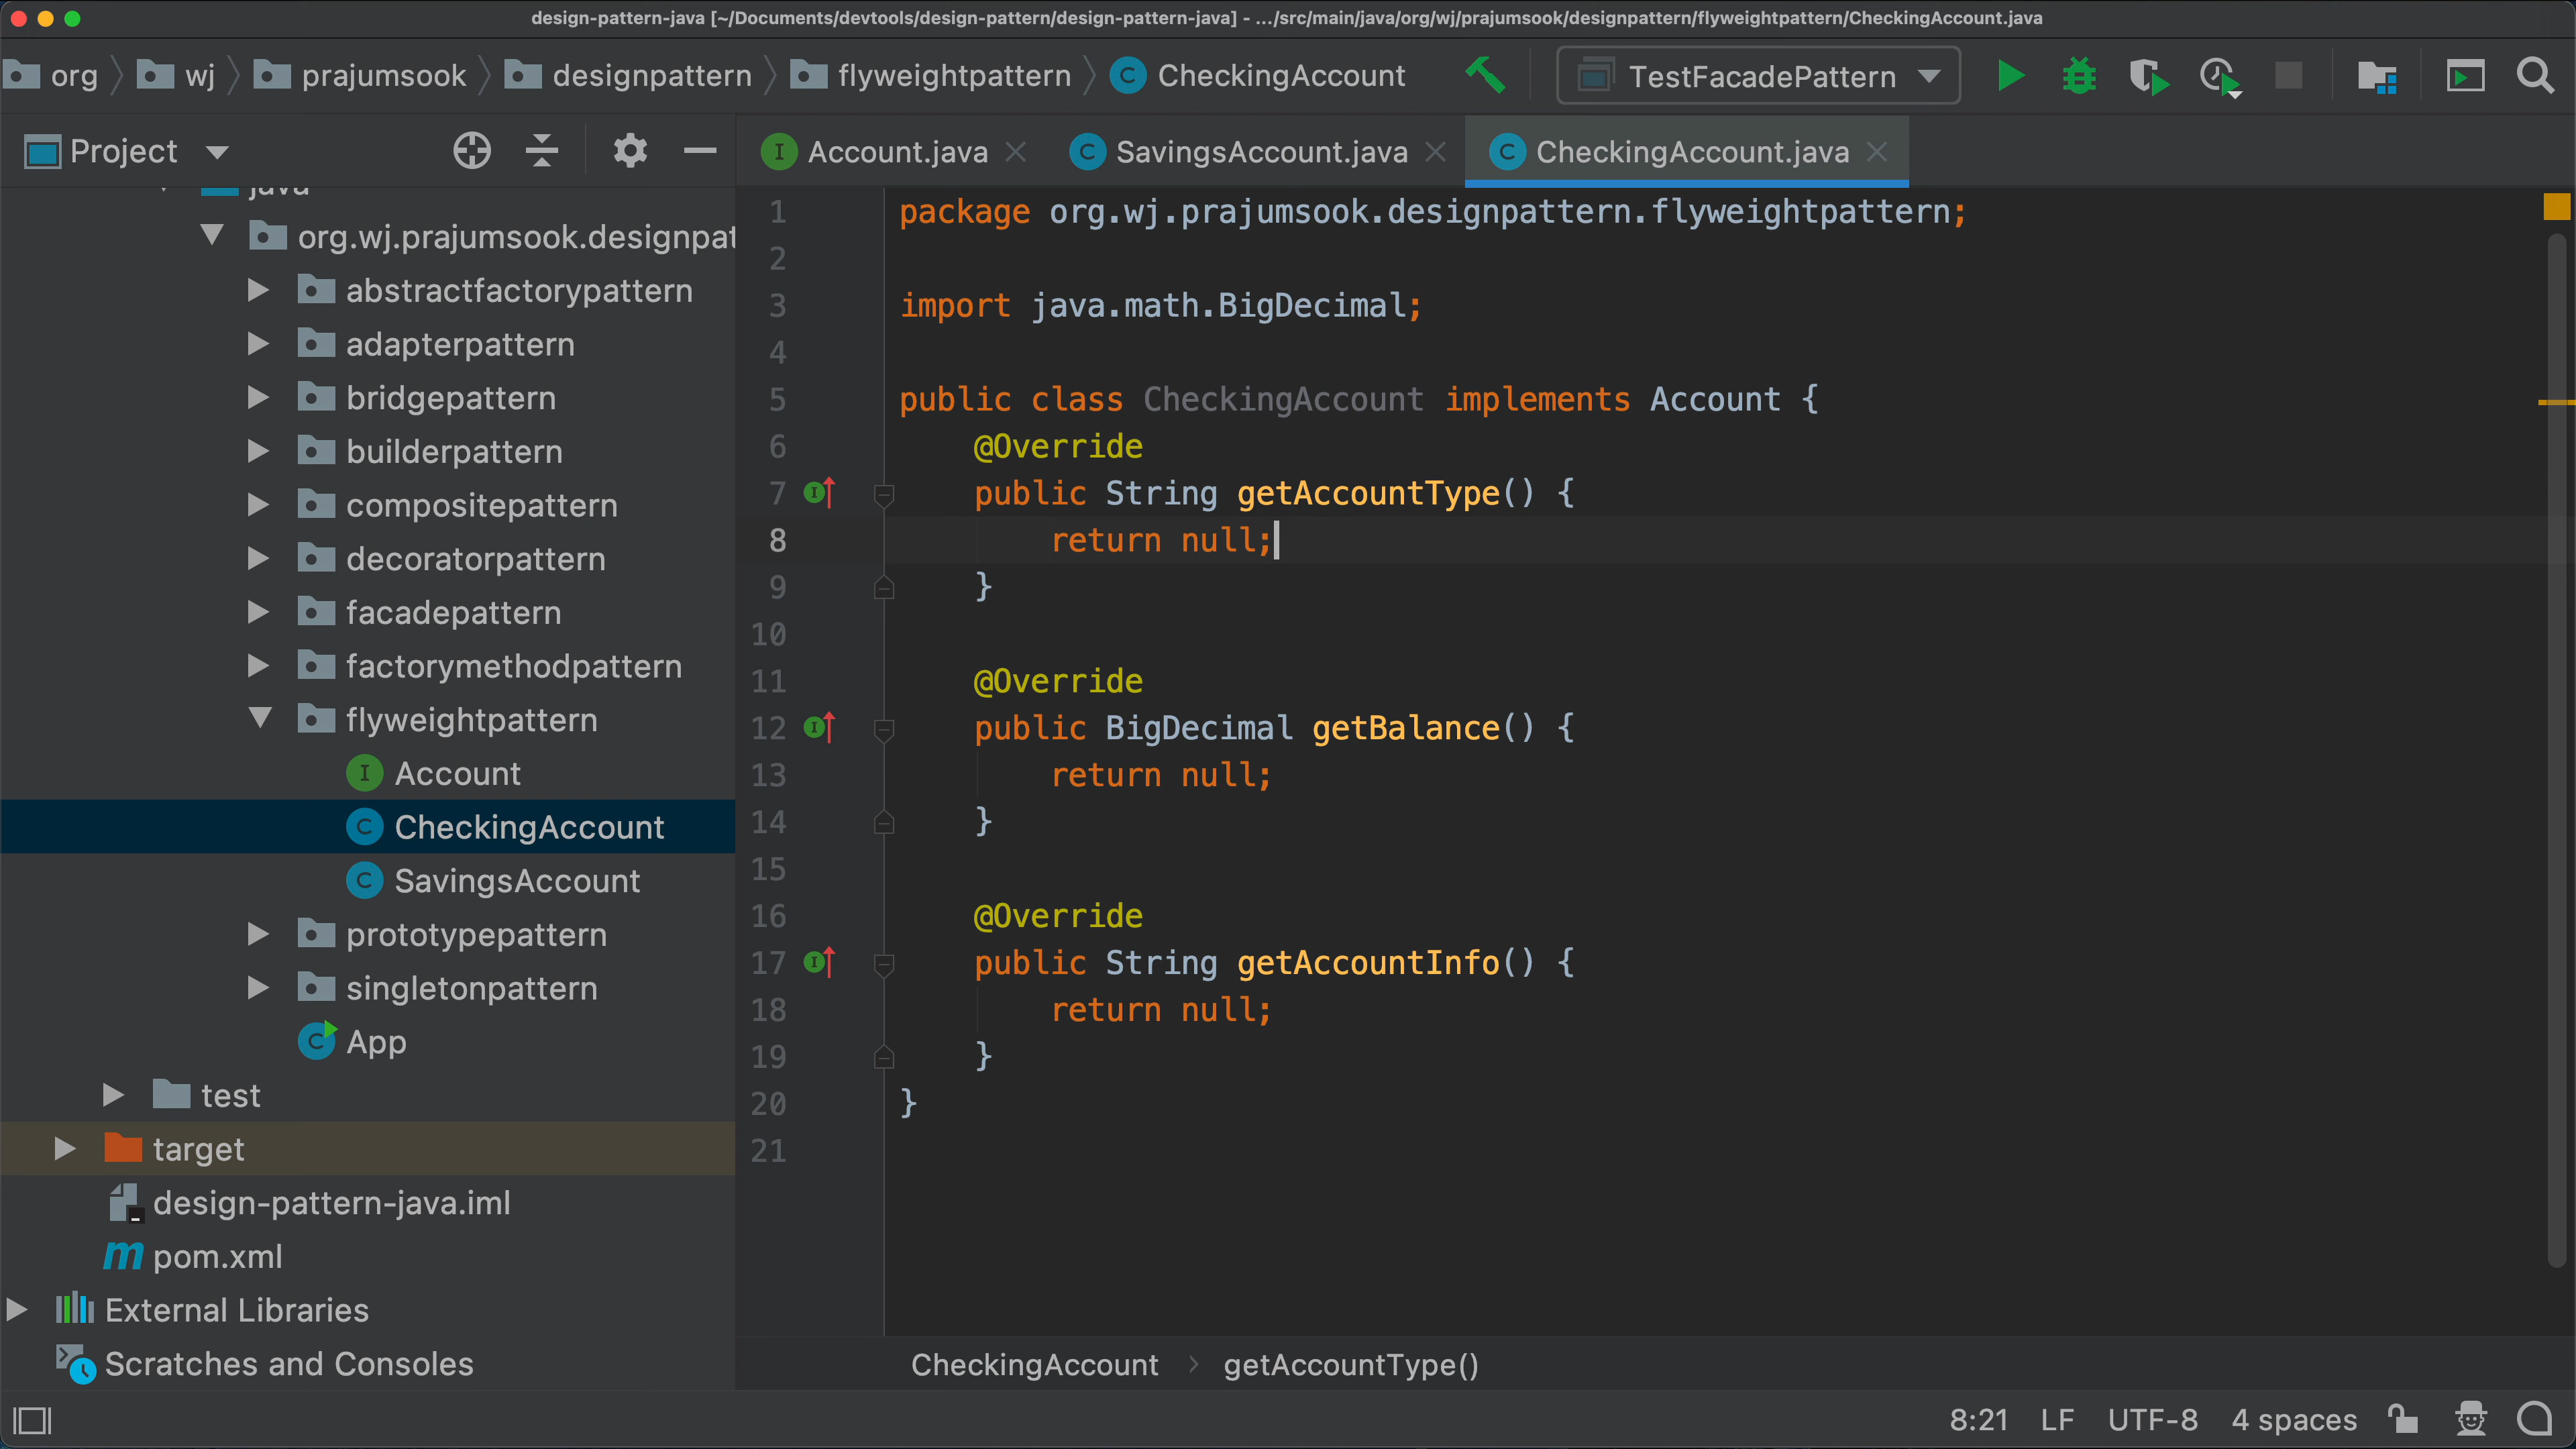 design-pattern-java [~/Documents/devtools/design-pattern/design-pattern-java] - .../src/main/java/org/wj/prajumsook/designpattern/flyweightpattern/CheckingAccount.java
org wj prajumsook designpattern flyweightpattern CheckingAccount
TestFacadePattern
Project
Account.java SavingsAccount.java CheckingAccount.java
java
org.wj.prajumsook.designpat
abstractfactorypattern
adapterpattern
bridgepattern
builderpattern
compositepattern
decoratorpattern
facadepattern
factorymethodpattern
flyweightpattern
Account
CheckingAccount
SavingsAccount
prototypepattern
singletonpattern
App
test
target
design-pattern-java.iml
pom.xml
External Libraries
Scratches and Consoles
1 package org.wj.prajumsook.designpattern.flyweightpattern;
2
3 import java.math.BigDecimal;
4
5 public class CheckingAccount implements Account {
6 @Override
7 public String getAccountType() {
8 return null;
9 }
10
11 @Override
12 public BigDecimal getBalance() {
13 return null;
14 }
15
16 @Override
17 public String getAccountInfo() {
18 return null;
19 }
20 }
21
CheckingAccount > getAccountType()
8:21 LF UTF-8 4 spaces